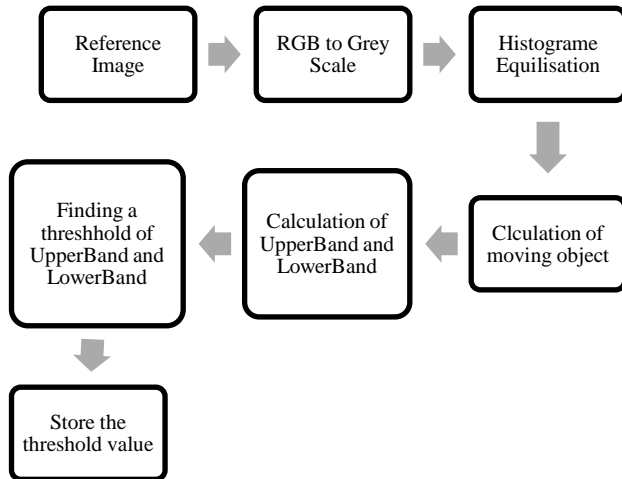 Reference
Image
RGB to Grey
Scale
Histograme
Equilisation
Clculation of
moving object
Calculation of
UpperBand and
LowerBand
Finding a
threshhold of
UpperBand and
LowerBand
Store the
threshold value